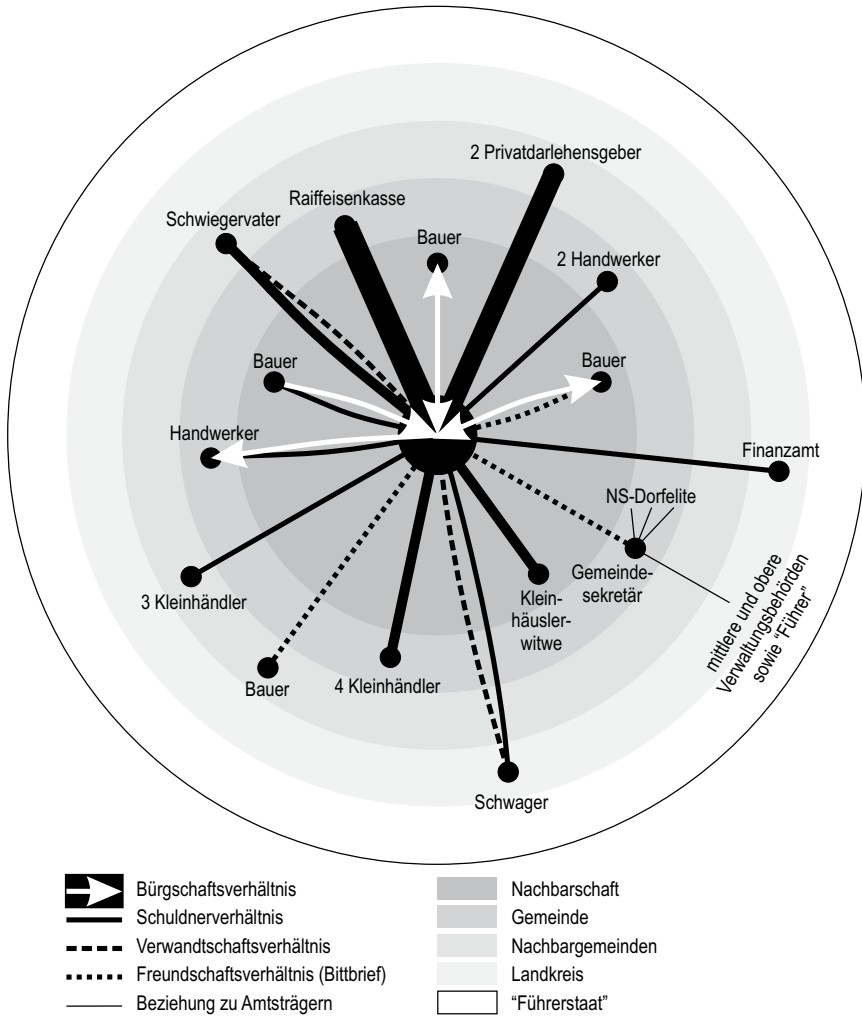 2 Privatdarlehensgeber
Raiffeisenkasse
Schwiegervater
Bauer
2 Handwerker
Bauer
Bauer
Handwerker
Finanzamt
NS-Dorfelite
Gemeinde-
sekretär
Klein-
häusler-
witwe
mittlere und obere
Verwaltungsbehörden
sowie "Führer"
3 Kleinhändler
Bauer
4 Kleinhändler
Schwager
Bürgschaftsverhältnis
Schuldnerverhältnis
Verwandtschaftsverhältnis
Freundschaftsverhältnis (Bittbrief)
Beziehung zu Amtsträgern
Nachbarschaft
Gemeinde
Nachbargemeinden
Landkreis
"Führerstaat"